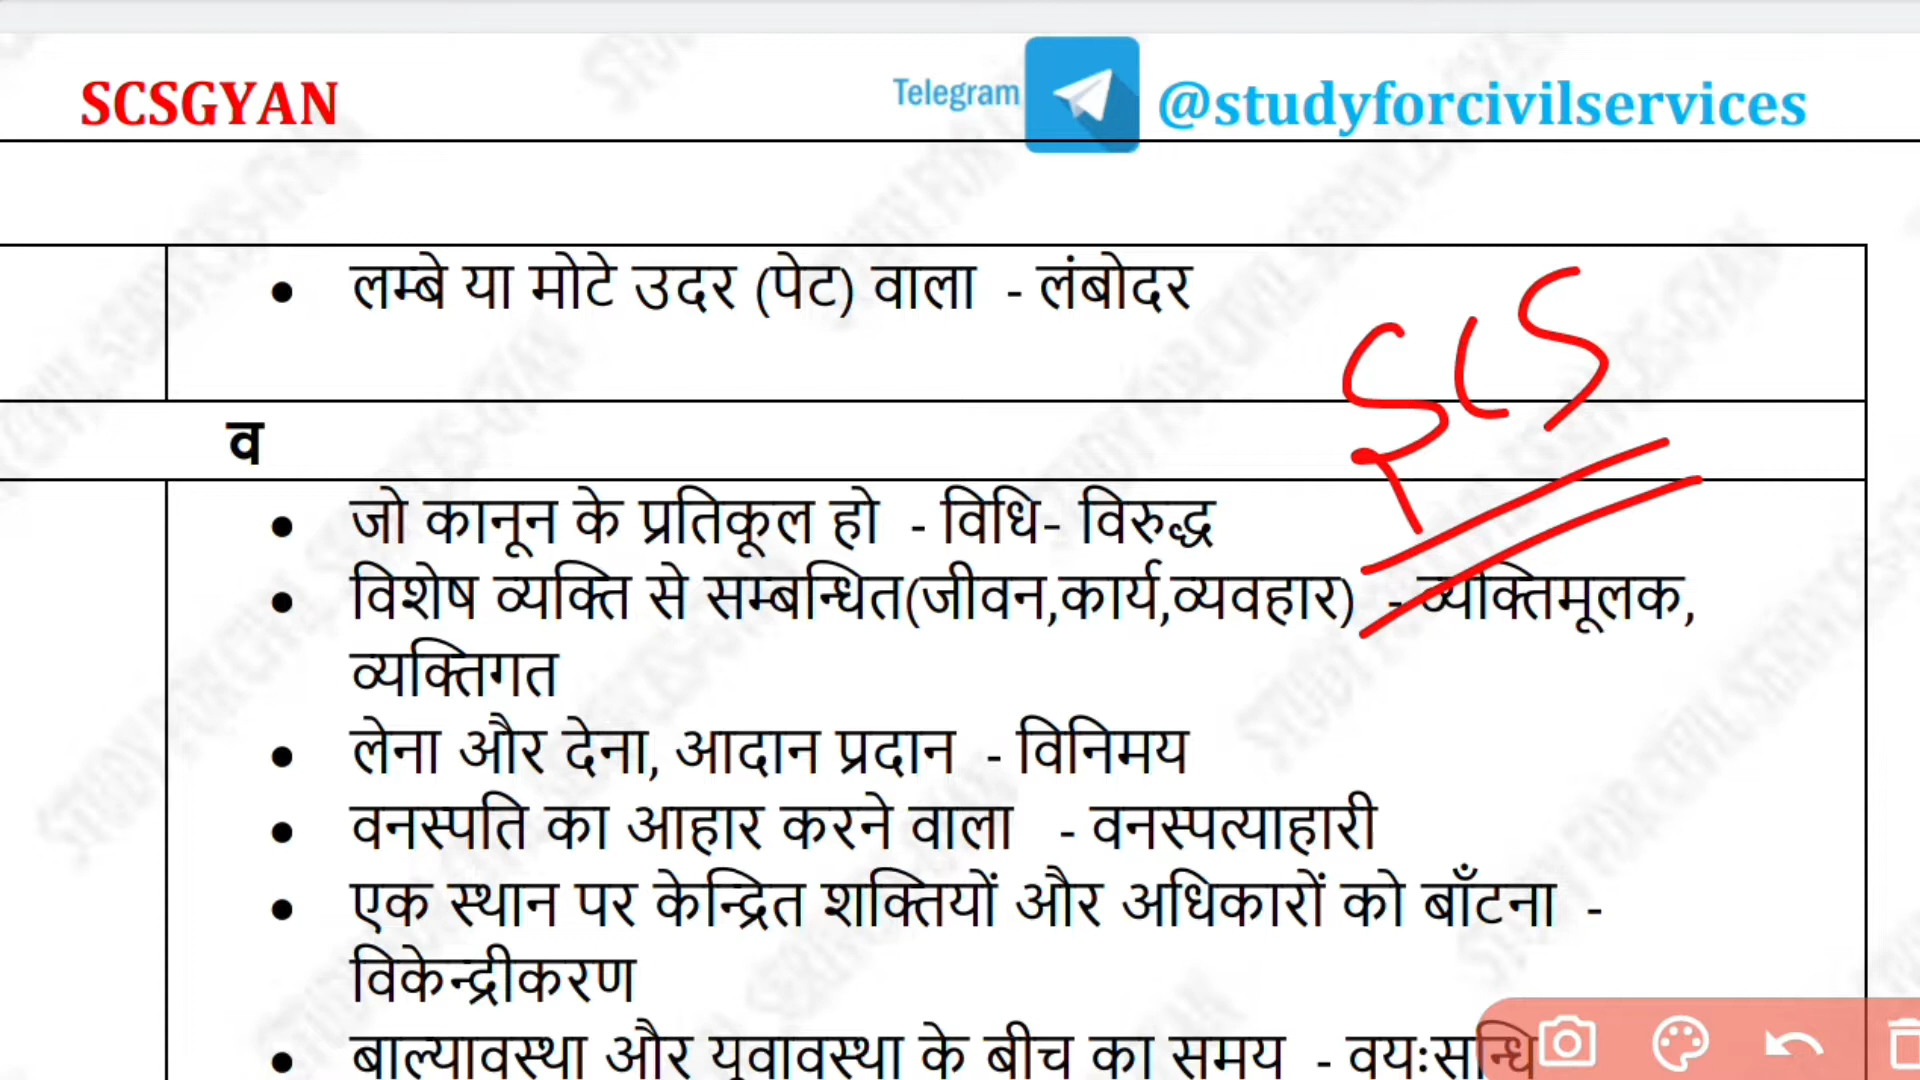 SCSGYAN
Telegram @studyforcivilservices
• लम्बे या मोटे उदर (पेट) वाला - लंबोदर
SCS
व
• जो कानून के प्रतिकूल हो - विधि- विरुद्ध
• विशेष व्यक्ति से सम्बन्धित(जीवन,कार्य,व्यवहार) - व्यक्तिमूलक,
व्यक्तिगत
• लेना और देना, आदान प्रदान - विनिमय
• वनस्पति का आहार करने वाला - वनस्पत्याहारी
• एक स्थान पर केन्द्रित शक्तियों और अधिकारों को बाँटना -
विकेन्द्रीकरण
• बाल्यावस्था और युवावस्था के बीच का समय - वयःसन्धि